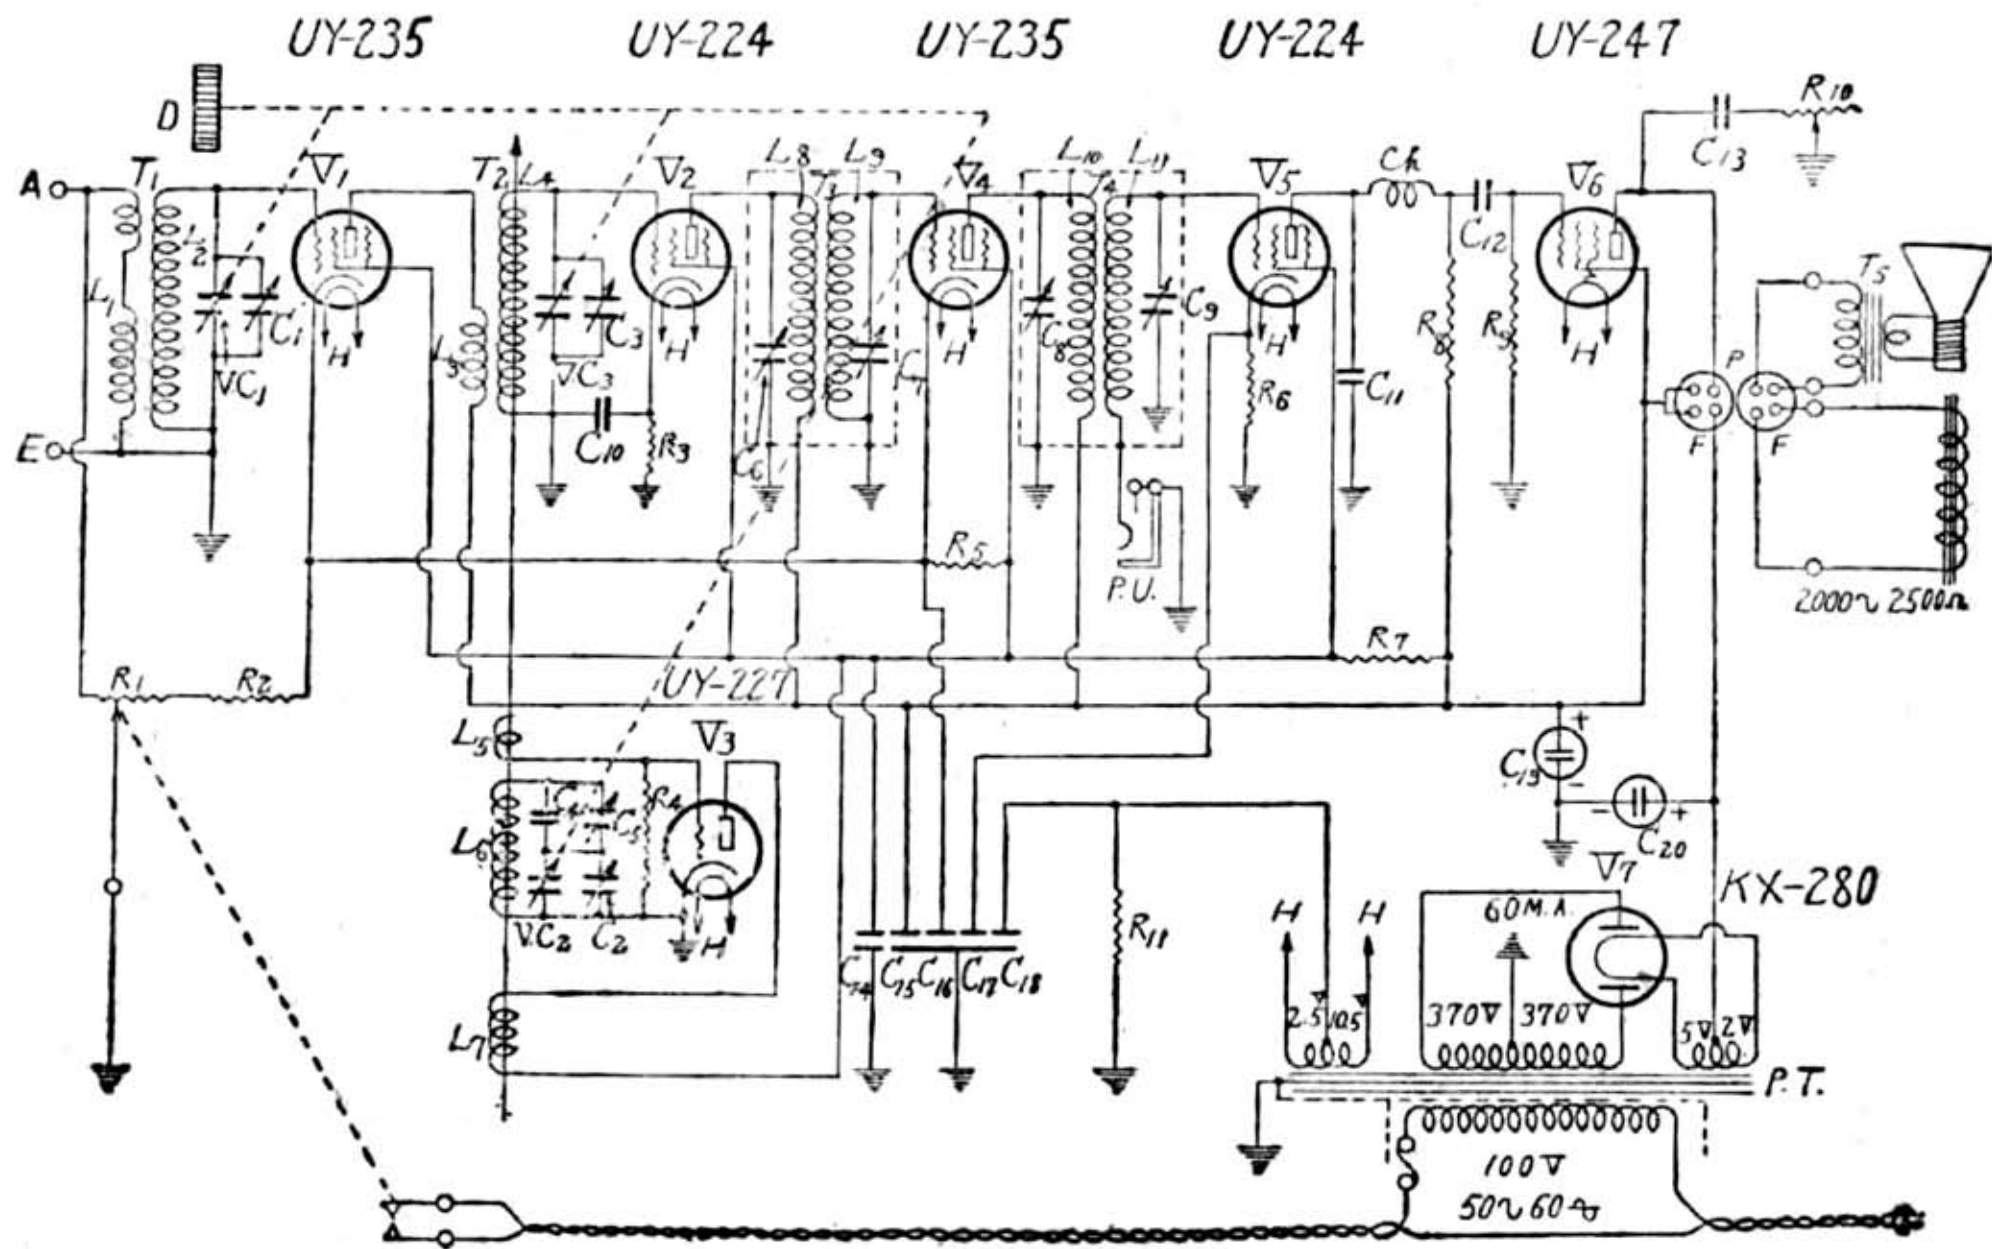 UY-235 UY-224 UY-235 UY-224 UY-247
D
R10
C13
A T1 V1 T2 L4 V2 L8 L9 T3 V4 L10 T4 L11 V5 Ch V6
L2
C12
T5
L1 C1 C3 C8 C9 R8 R9
H H H H H
VC1 L3 VC3 C7 R6 C11 P
E C10 R3 C6 F F
R5
P.U.
2000~2500Ω
R7
R1 R2 UY-227
L5 V3
C19
C4 R4
C5
L6 C20
V7
KX-280
60M.A.
H H
VC2 C2 H R11
C14 C15 C16 C17 C18
2.5V 370V 370V 5V 2V
L7
P.T.
100V
50~60~